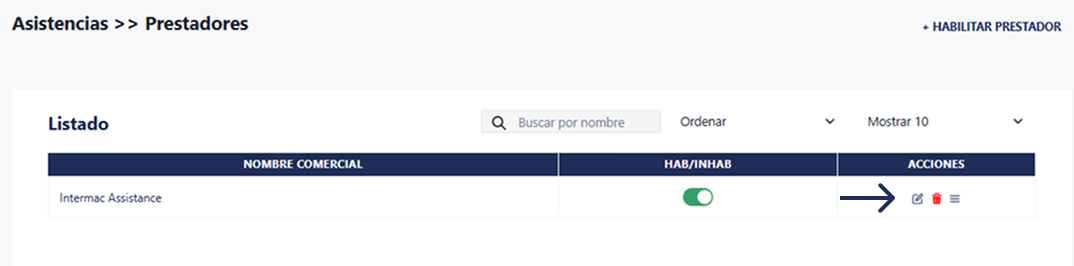 Asistencias >> Prestadores
+ HABILITAR PRESTADOR
Listado
Buscar por nombre
Ordenar
Mostrar 10
NOMBRE COMERCIAL
HAB/INHAB
ACCIONES
Intermac Assistance